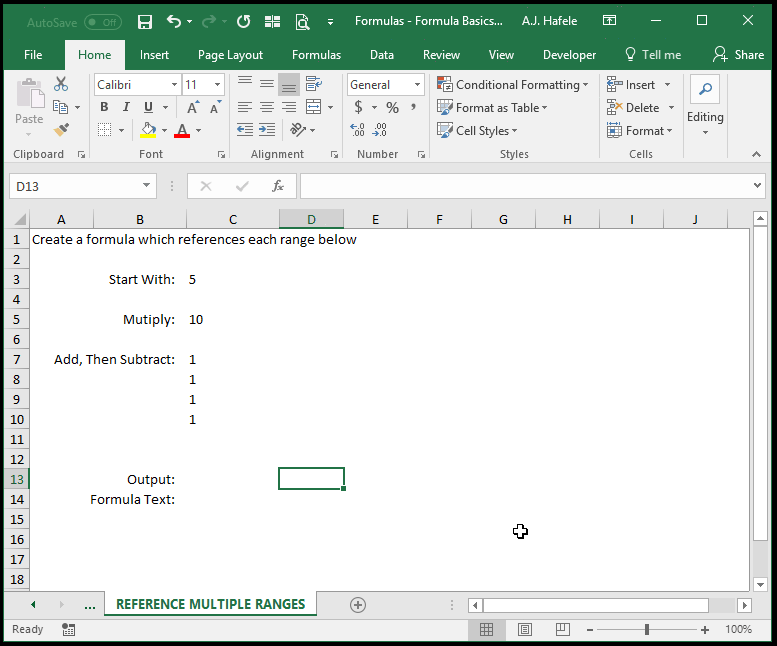 AutoSave Off Formulas - Formula Basics... A.J. Hafele
File Home Insert Page Layout Formulas Data Review View Developer Tell me Share
Paste
Calibri 11
B I U A A
A
General
$ % ,
.00 .00
Conditional Formatting
Format as Table
Cell Styles
Insert
Delete
Format
Editing
Clipboard Font Alignment Number Styles Cells
D13 fx
A B C D E F G H I J
1 Create a formula which references each range below
2
3 Start With: 5
4
5 Mutiply: 10
6
7 Add, Then Subtract: 1
8 1
9 1
10 1
11
12
13 Output:
14 Formula Text:
15
16
17
18
... REFERENCE MULTIPLE RANGES
Ready 100%